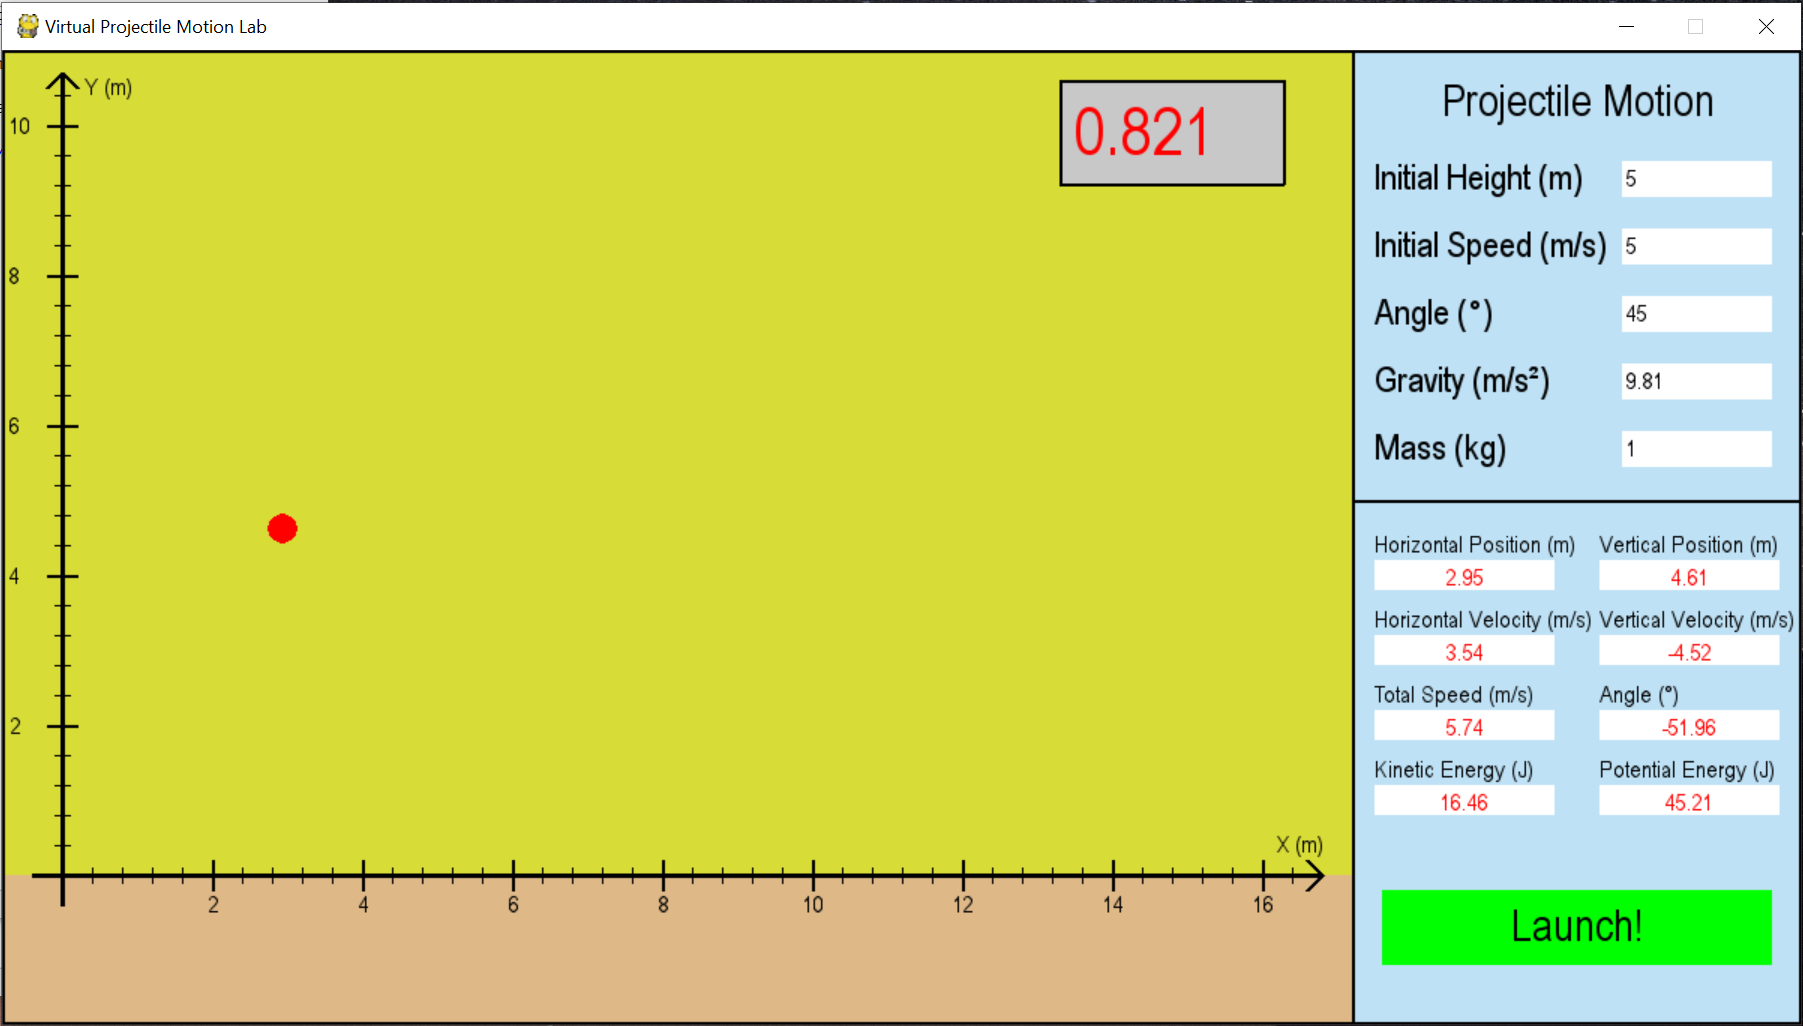 Virtual Projectile Motion Lab
Y (m)
10
8
6
4
2
0.821
X (m)
2 4 6 8 10 12 14 16
Projectile Motion
Initial Height (m) 5
Initial Speed (m/s) 5
Angle (°) 45
Gravity (m/s²) 9.81
Mass (kg) 1
Horizontal Position (m) Vertical Position (m)
2.95 4.61
Horizontal Velocity (m/s) Vertical Velocity (m/s)
3.54 -4.52
Total Speed (m/s) Angle (°)
5.74 -51.96
Kinetic Energy (J) Potential Energy (J)
16.46 45.21
Launch!